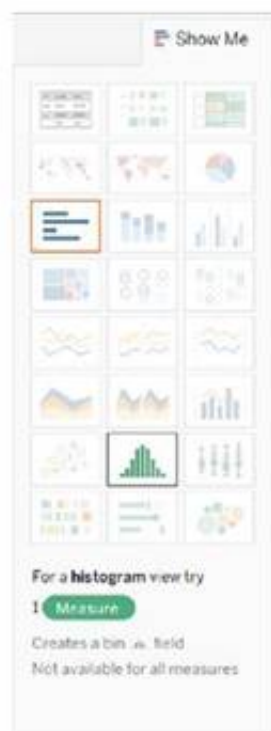 Show Me
For a histogram view try
1 Measure
Creates a bin field
Not available for all measures